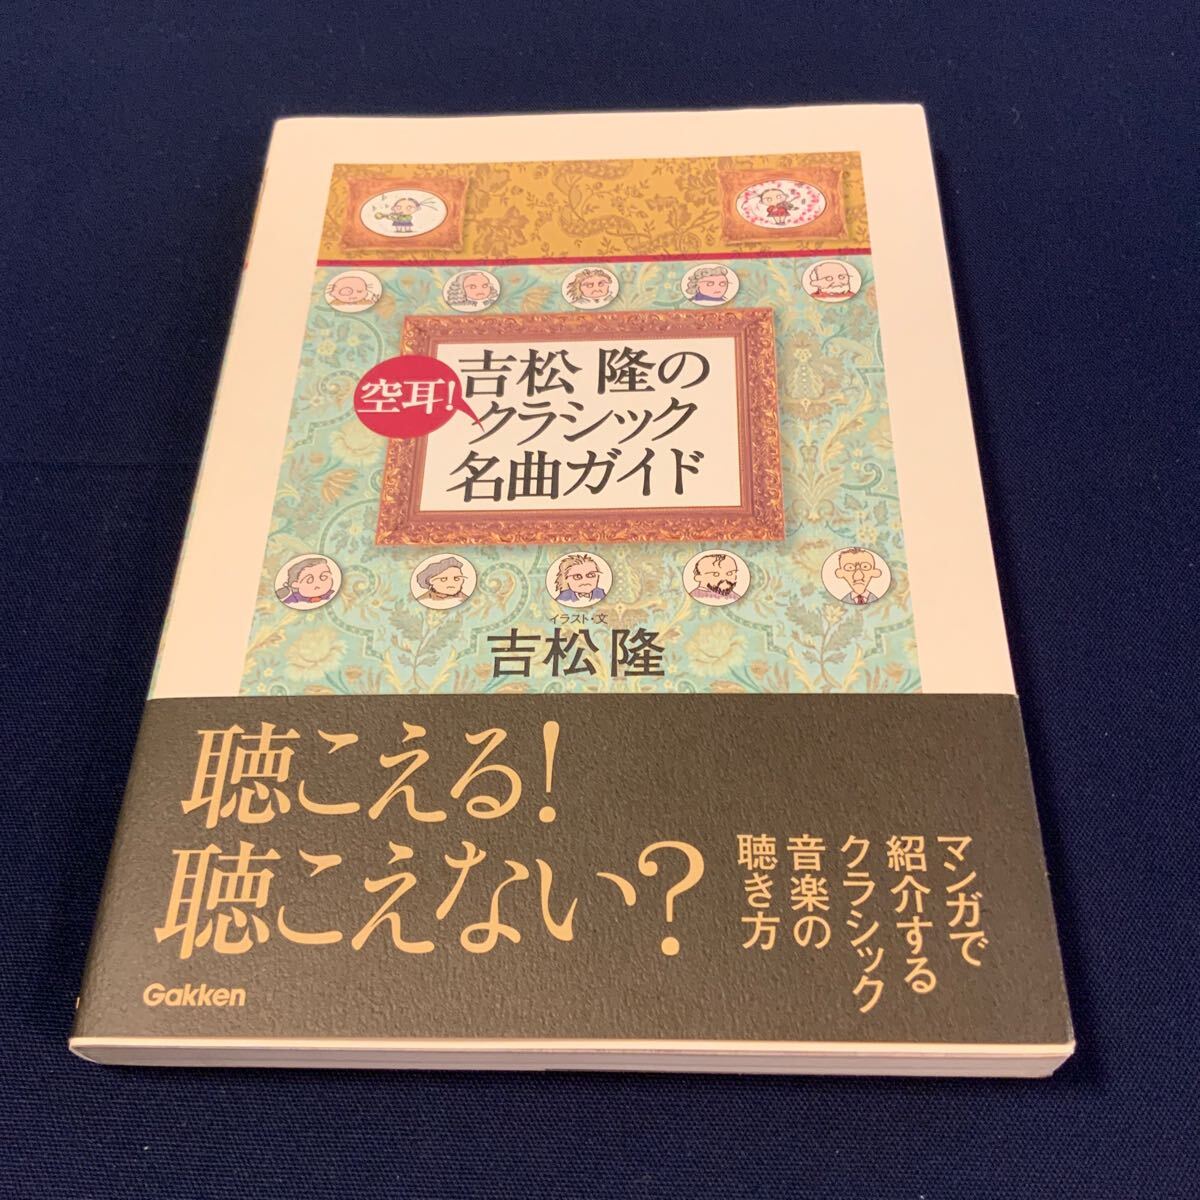 吉松 隆の
空耳!
クラシック
名曲ガイド
イラスト・文
吉松 隆
聴こえる!
聴こえない?
マンガで
紹介する
クラシック
音楽の
聴き方
Gakken